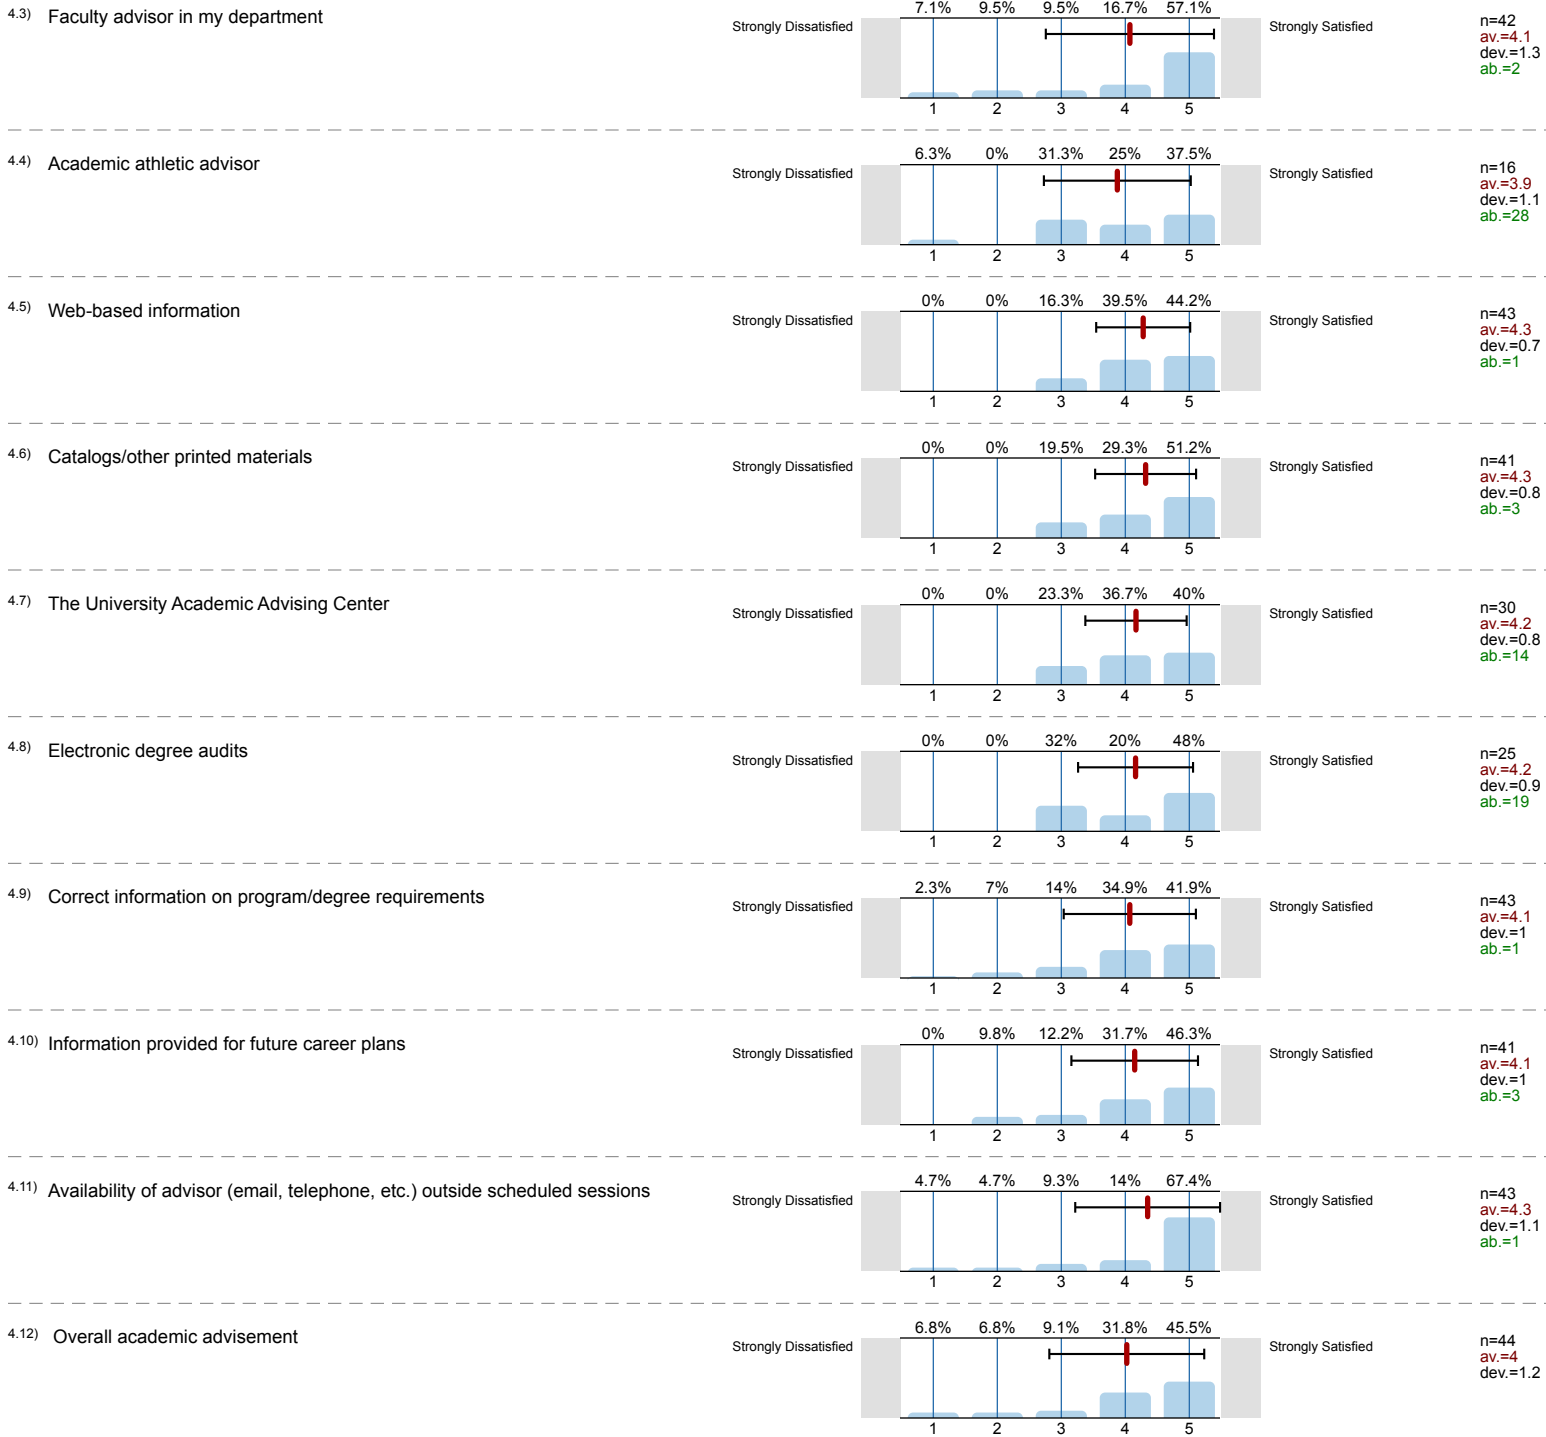 4.3) Faculty advisor in my department
7.1% 9.5% 9.5% 16.7% 57.1%
Strongly Dissatisfied Strongly Satisfied
1 2 3 4 5
n=42
av.=4.1
dev.=1.3
ab.=2
4.4) Academic athletic advisor
6.3% 0% 31.3% 25% 37.5%
Strongly Dissatisfied Strongly Satisfied
1 2 3 4 5
n=16
av.=3.9
dev.=1.1
ab.=28
4.5) Web-based information
0% 0% 16.3% 39.5% 44.2%
Strongly Dissatisfied Strongly Satisfied
1 2 3 4 5
n=43
av.=4.3
dev.=0.7
ab.=1
4.6) Catalogs/other printed materials
0% 0% 19.5% 29.3% 51.2%
Strongly Dissatisfied Strongly Satisfied
1 2 3 4 5
n=41
av.=4.3
dev.=0.8
ab.=3
4.7) The University Academic Advising Center
0% 0% 23.3% 36.7% 40%
Strongly Dissatisfied Strongly Satisfied
1 2 3 4 5
n=30
av.=4.2
dev.=0.8
ab.=14
4.8) Electronic degree audits
0% 0% 32% 20% 48%
Strongly Dissatisfied Strongly Satisfied
1 2 3 4 5
n=25
av.=4.2
dev.=0.9
ab.=19
4.9) Correct information on program/degree requirements
2.3% 7% 14% 34.9% 41.9%
Strongly Dissatisfied Strongly Satisfied
1 2 3 4 5
n=43
av.=4.1
dev.=1
ab.=1
4.10) Information provided for future career plans
0% 9.8% 12.2% 31.7% 46.3%
Strongly Dissatisfied Strongly Satisfied
1 2 3 4 5
n=41
av.=4.1
dev.=1
ab.=3
4.11) Availability of advisor (email, telephone, etc.) outside scheduled sessions
4.7% 4.7% 9.3% 14% 67.4%
Strongly Dissatisfied Strongly Satisfied
1 2 3 4 5
n=43
av.=4.3
dev.=1.1
ab.=1
4.12) Overall academic advisement
6.8% 6.8% 9.1% 31.8% 45.5%
Strongly Dissatisfied Strongly Satisfied
1 2 3 4 5
n=44
av.=4
dev.=1.2